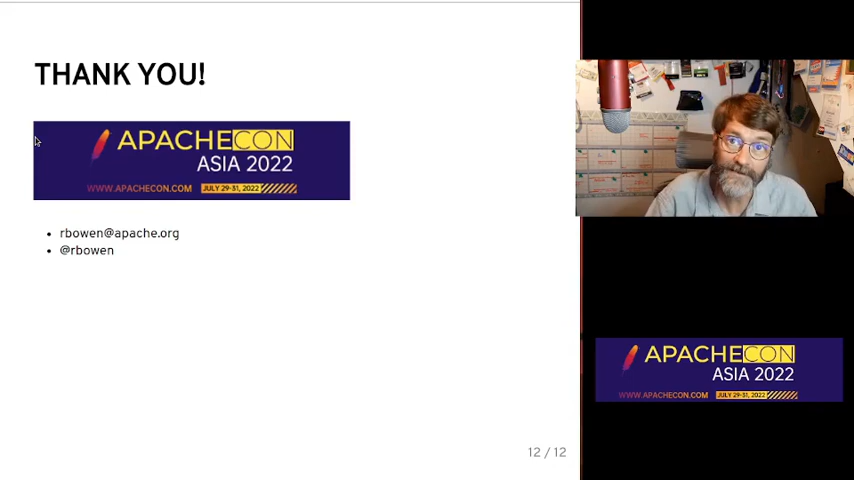 THANK YOU!
APACHECON
ASIA 2022
WWW.APACHECON.COM JULY 29-31, 2022
rbowen@apache.org
@rbowen
12 / 12
APACHECON
ASIA 2022
WWW.APACHECON.COM JULY 29-31, 2022